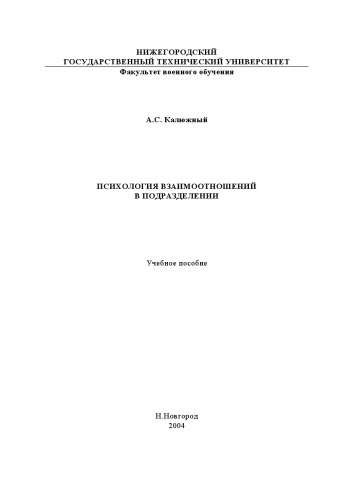 НИЖЕГОРОДСКИЙ
ГОСУДАРСТВЕННЫЙ ТЕХНИЧЕСКИЙ УНИВЕРСИТЕТ
Факультет военного обучения
А.С. Калюжный
ПСИХОЛОГИЯ ВЗАИМООТНОШЕНИЙ
В ПОДРАЗДЕЛЕНИИ
Учебное пособие
Н.Новгород
2004